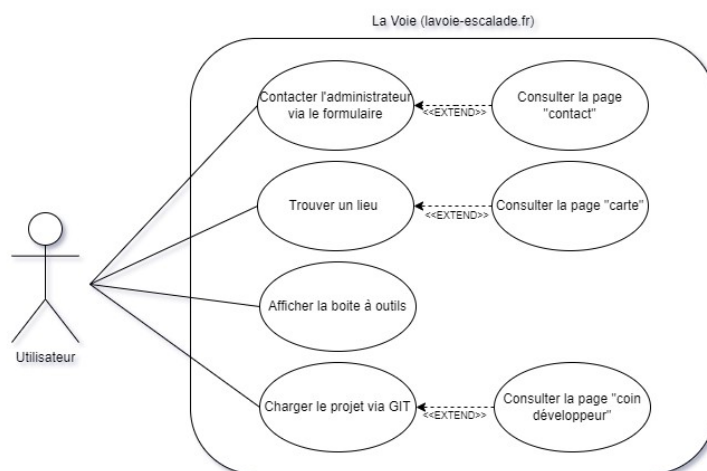 La Voie (lavoie-escalade.fr)
Contacter l'administrateur
via le formulaire
<<EXTEND>>
Consulter la page
"contact"
Trouver un lieu
<<EXTEND>>
Consulter la page "carte"
Afficher la boite à outils
Utilisateur
Charger le projet via GIT
<<EXTEND>>
Consulter la page "coin
développeur"